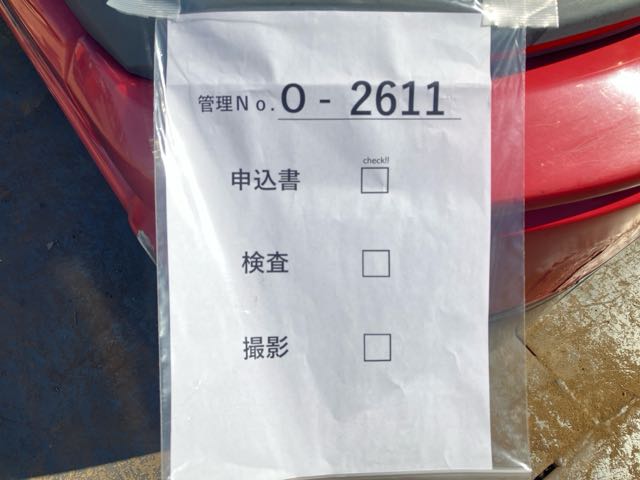 管理No. O - 2611
check!!
申込書 □
検査 □
撮影 □